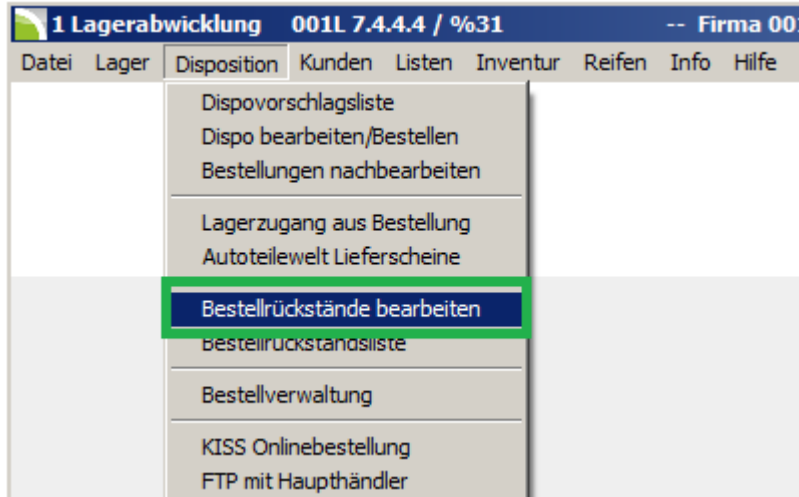 1 Lagerabwicklung 001L 7.4.4.4 / %31 -- Firma 001
Datei Lager Disposition Kunden Listen Inventur Reifen Info Hilfe
Dispovorschlagsliste
Dispo bearbeiten/Bestellen
Bestellungen nachbearbeiten
Lagerzugang aus Bestellung
Autoteilewelt Lieferscheine
Bestellrückstände bearbeiten
Bestellrückstandsliste
Bestellverwaltung
KISS Onlinebestellung
FTP mit Haupthändler